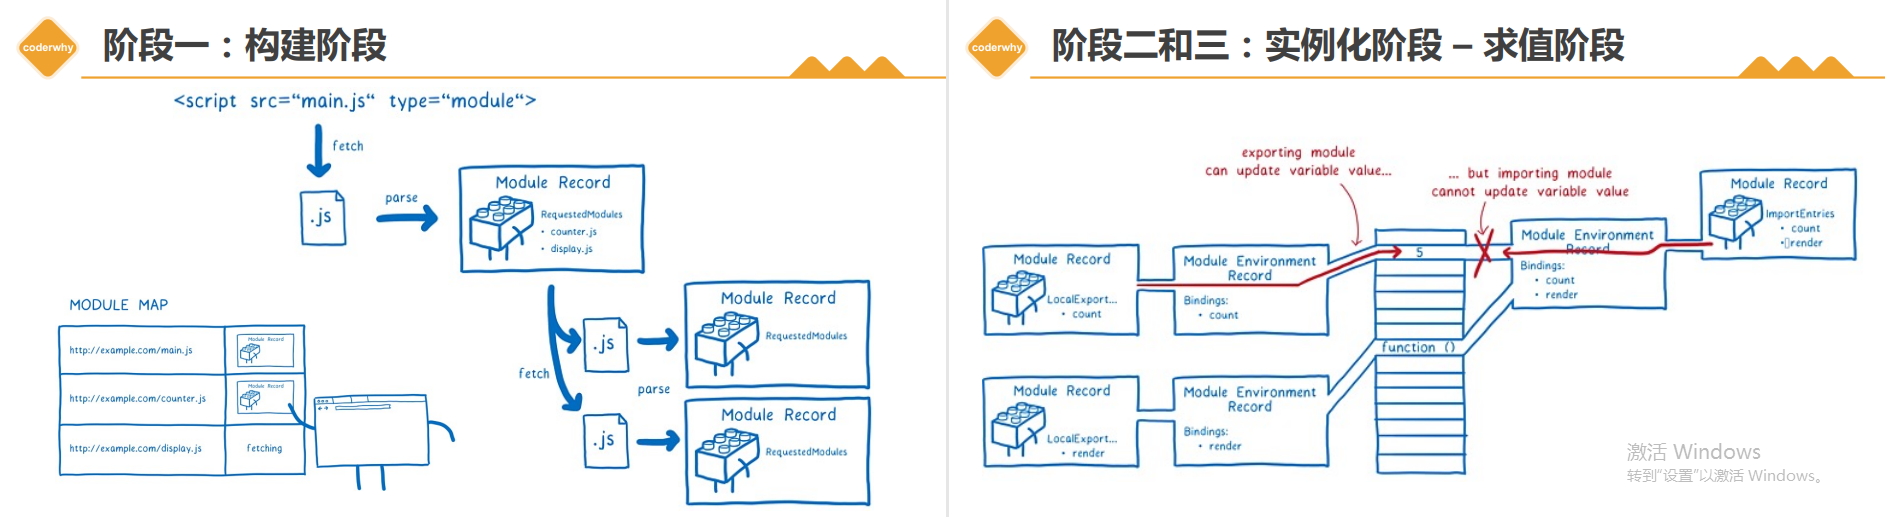 coderwhy
阶段一：构建阶段
<script src="main.js" type="module">
fetch
.js
parse
Module Record
RequestedModules
• counter.js
• display.js
MODULE MAP
http://example.com/main.js
Module Record
http://example.com/counter.js
Module Record
http://example.com/display.js
fetching
fetch
.js
Module Record
RequestedModules
parse
.js
Module Record
RequestedModules
coderwhy
阶段二和三：实例化阶段 – 求值阶段
exporting module
can update variable value...
... but importing module
cannot update variable value
Module Record
ImportEntries
• count
• render
Module Environment
Record
Bindings:
• count
• render
5
Module Record
LocalExport...
• count
Module Environment
Record
Bindings:
• count
function ()
Module Record
LocalExport...
• render
Module Environment
Record
Bindings:
• render
激活 Windows
转到"设置"以激活 Windows。